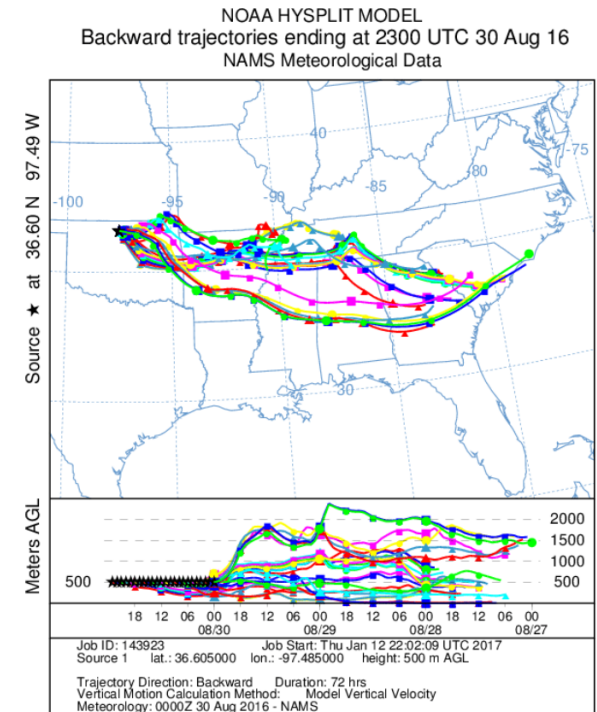 NOAA HYSPLIT MODEL
Backward trajectories ending at 2300 UTC 30 Aug 16
NAMS Meteorological Data
Source ★ at 36.60 N 97.49 W
-100
-95
-90
-85
-80
-75
40
30
Meters AGL
500
2000
1500
1000
500
18 12 06 00 18 12 06 00 18 12 06 00 18 12 06 00
08/30 08/29 08/28 08/27
Job ID: 143923 Job Start: Thu Jan 12 22:02:09 UTC 2017
Source 1 lat.: 36.605000 lon.: -97.485000 height: 500 m AGL
Trajectory Direction: Backward Duration: 72 hrs
Vertical Motion Calculation Method: Model Vertical Velocity
Meteorology: 0000Z 30 Aug 2016 - NAMS